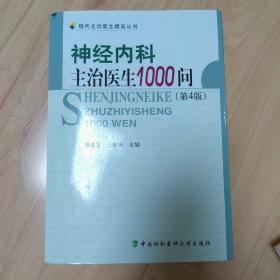 现代主治医生提高丛书
神经内科
主治医生1000问
(第4版)
SHENJINGNEIKE
ZHUZHIYISHENG
1000 WEN
主编
中国协和医科大学出版社